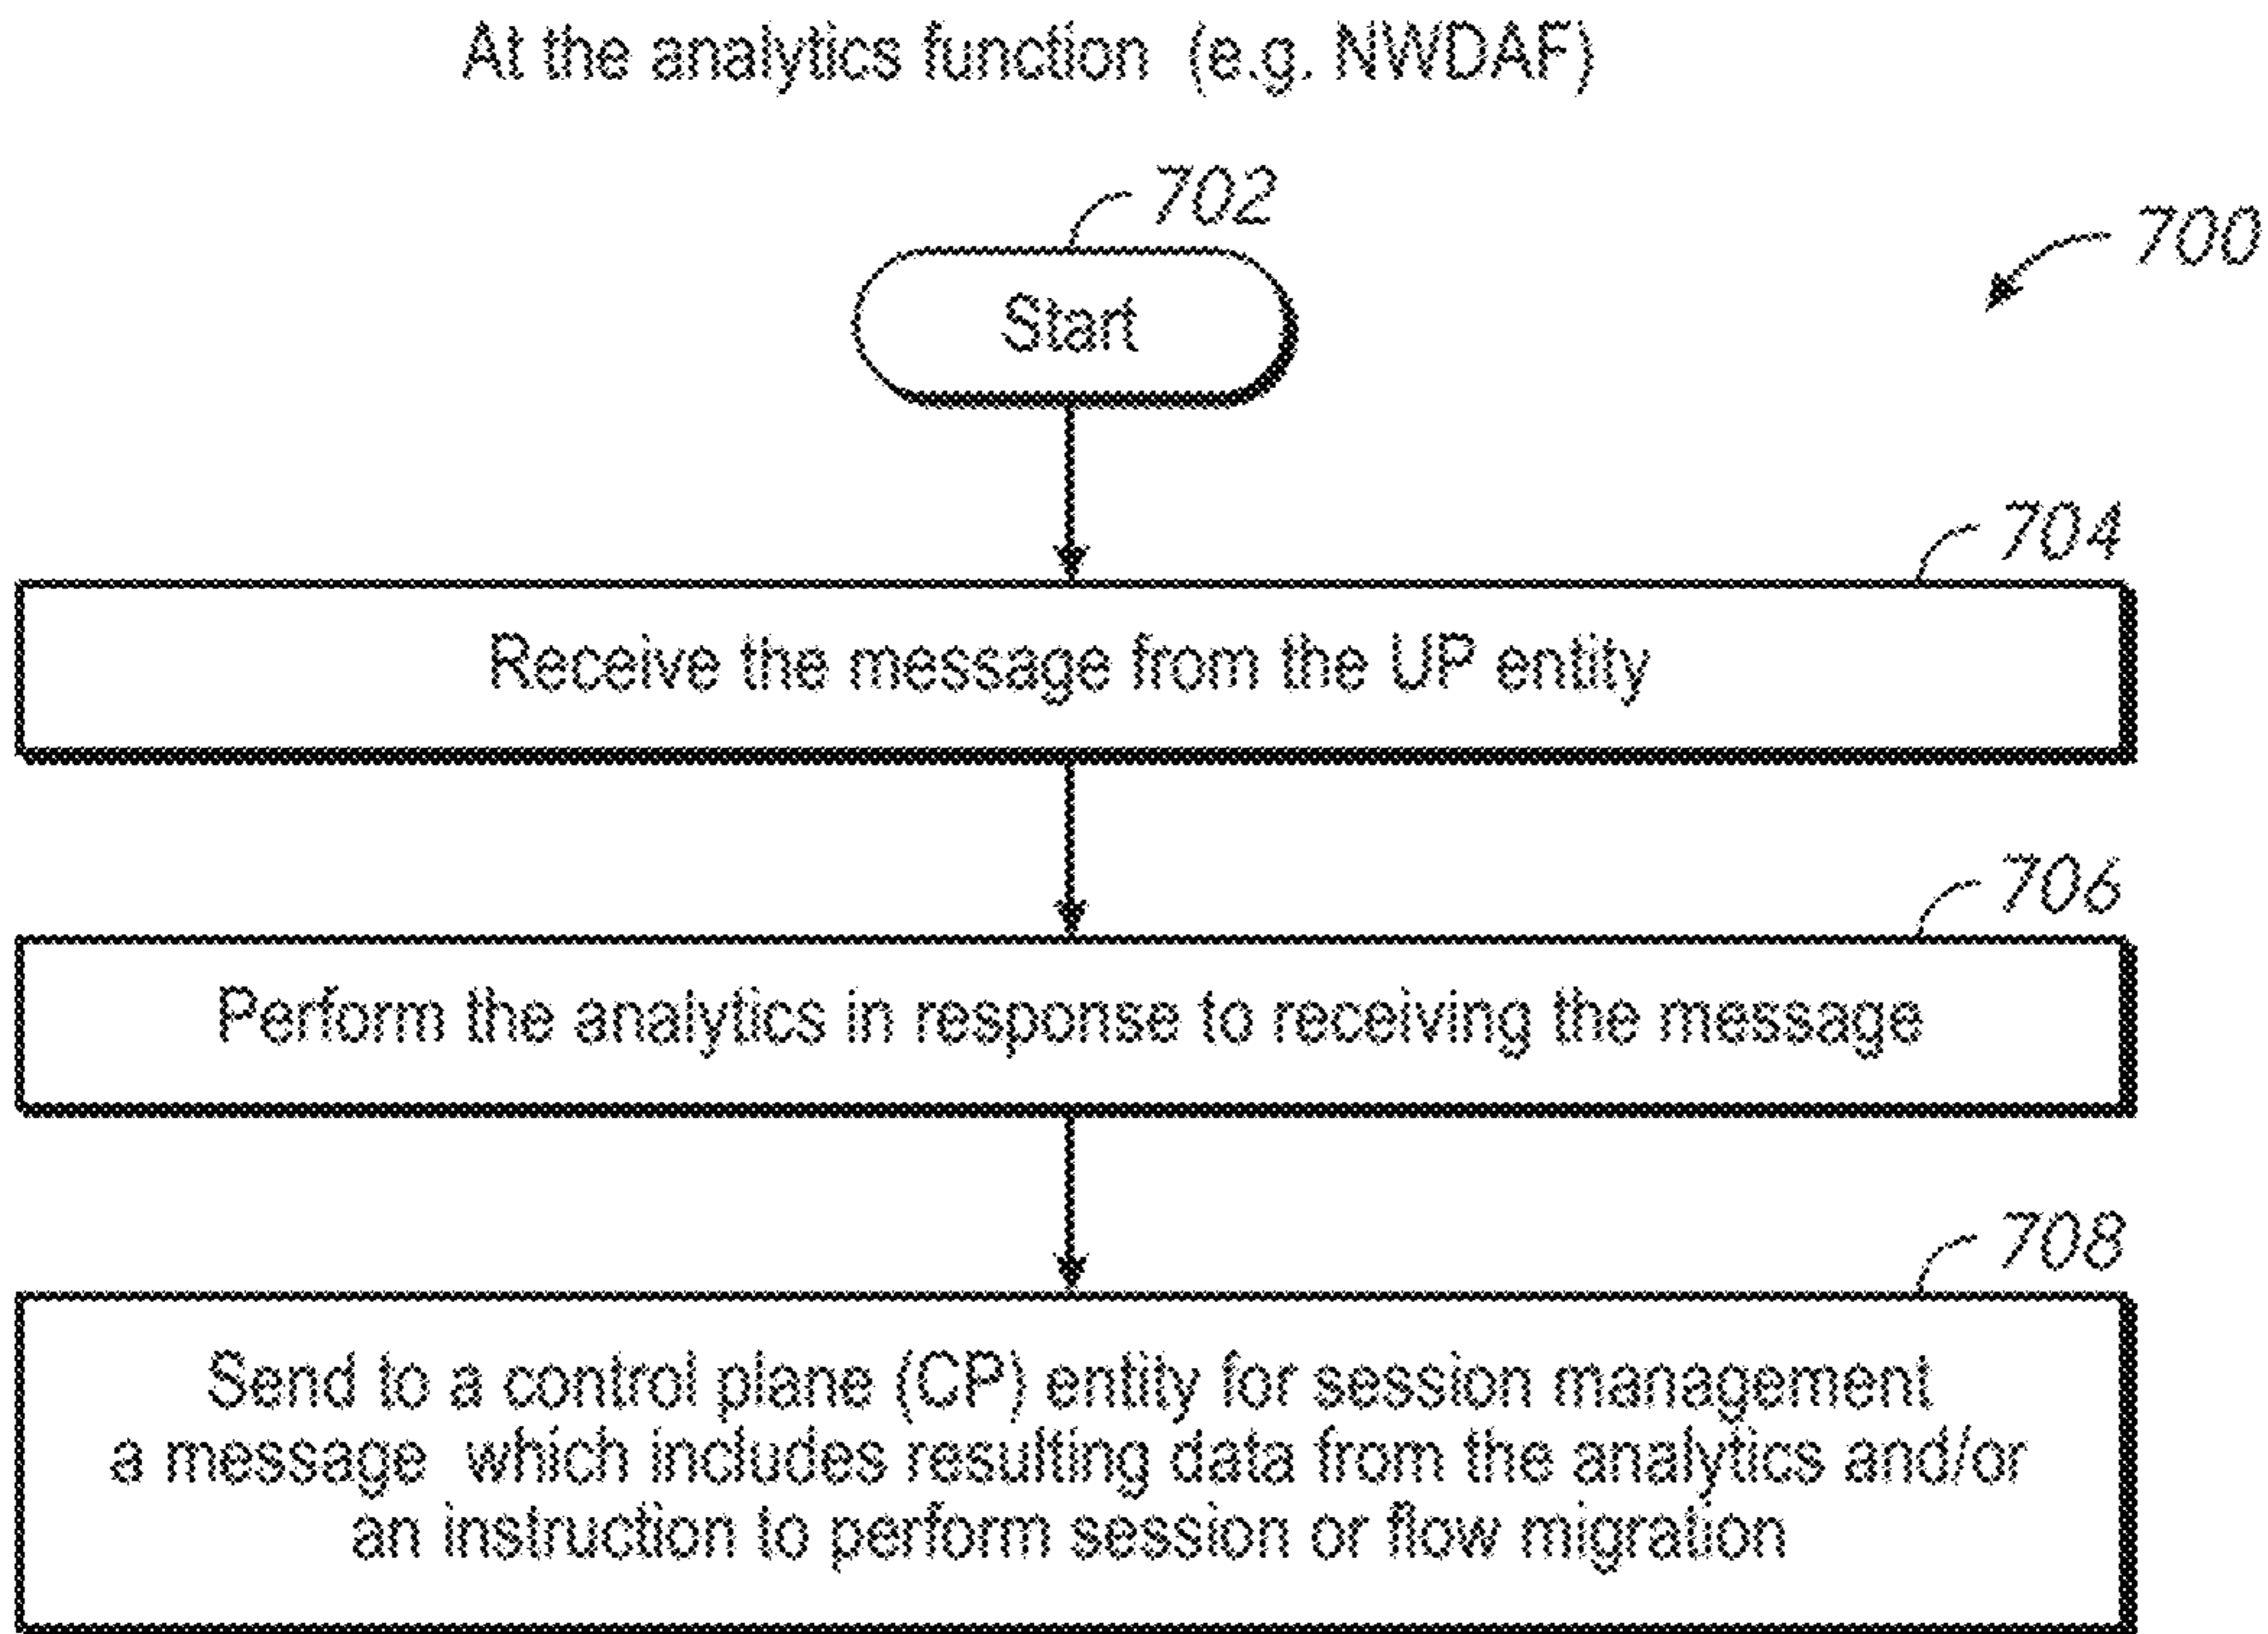 At the analytics function (e.g. NWDAF)
702
700
Start
704
Receive the message from the UP entity
706
Perform the analytics in response to receiving the message
708
Send to a control plane (CP) entity for session management
a message which includes resulting data from the analytics and/or
an instruction to perform session or flow migration